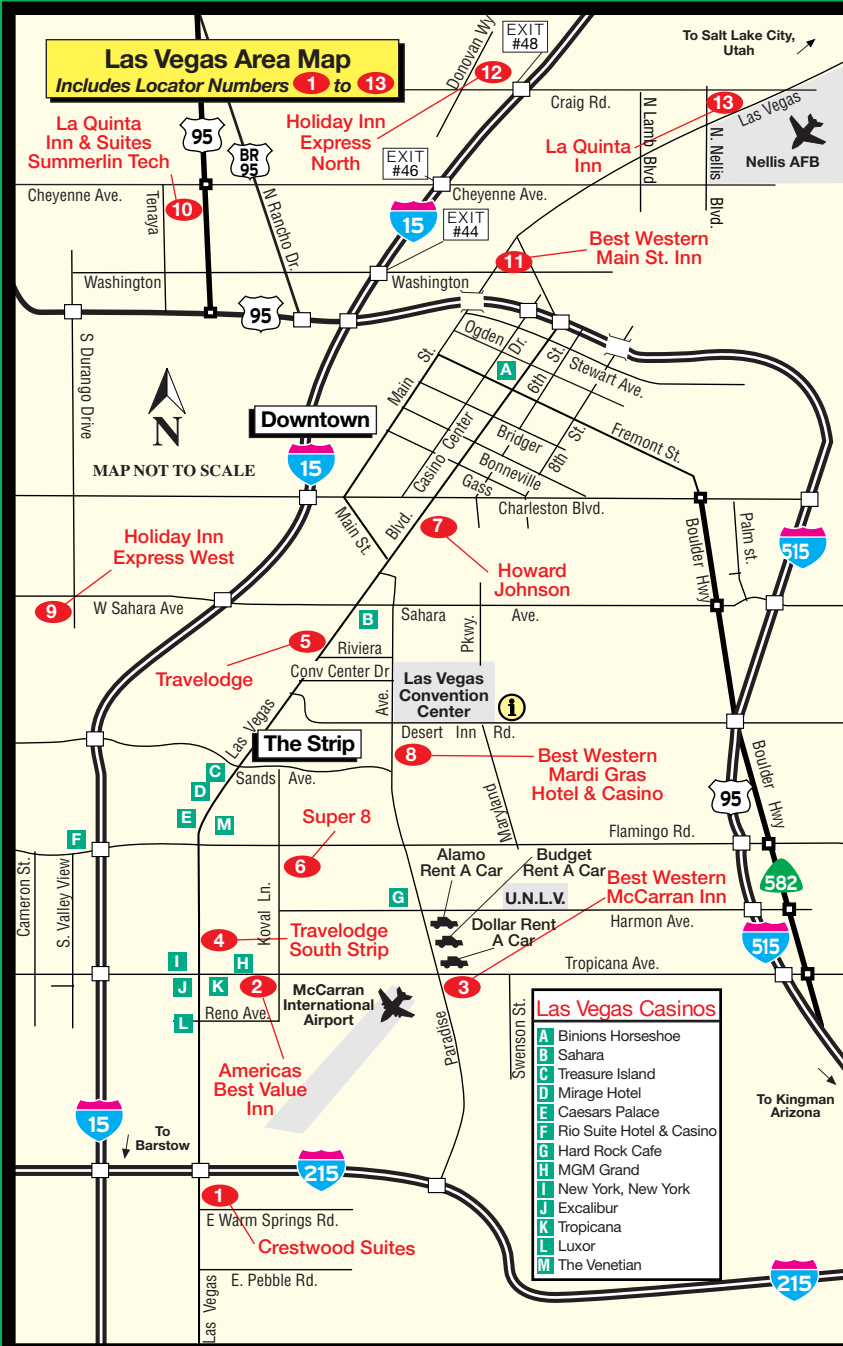 Las Vegas Area Map
Includes Locator Numbers 1 to 13
EXIT
#48
Donovan Wy
To Salt Lake City,
Utah
12
Craig Rd.
13
Las Vegas
N Lamb Blvd
N. Nellis
Blvd.
Nellis AFB
La Quinta
Inn & Suites
Summerlin Tech
95
BR
95
Holiday Inn
Express
North
La Quinta
Inn
EXIT
#46
Cheyenne Ave.
Cheyenne Ave.
Tenaya
10
N Rancho Dr.
15
EXIT
#44
Best Western
Main St. Inn
11
Washington
Washington
95
S Durango Drive
Ogden
Dr.
St.
Main
A
6th
St.
Stewart Ave.
N
MAP NOT TO SCALE
Downtown
15
Casino Center
Bridger
8th
St.
Fremont St.
Bonneville
Gass
Charleston Blvd.
Main St.
Blvd.
7
Boulder Hwy
Palm st.
515
Holiday Inn
Express West
Howard
Johnson
9
W Sahara Ave
B
Sahara
Ave.
Pkwy.
5
Riviera
Travelodge
Conv Center Dr
Ave.
Las Vegas
Convention
Center
i
Las Vegas
The Strip
Desert Inn Rd.
8
Best Western
Mardi Gras
Hotel & Casino
Boulder Hwy
C
Sands Ave.
D
E
M
Super 8
Maryland
95
F
Flamingo Rd.
Cameron St.
S. Valley View
6
Alamo
Rent A Car
Budget
Rent A Car
Best Western
McCarran Inn
582
Koval Ln.
G
U.N.L.V.
Harmon Ave.
4
Travelodge
South Strip
Dollar Rent
A Car
515
I
H
Tropicana Ave.
J
K
2
McCarran
International
Airport
3
Reno Ave.
L
Paradise
Swenson St.
Americas
Best Value
Inn
Las Vegas Casinos
A Binions Horseshoe
B Sahara
C Treasure Island
D Mirage Hotel
E Caesars Palace
F Rio Suite Hotel & Casino
G Hard Rock Cafe
H MGM Grand
I New York, New York
J Excalibur
K Tropicana
L Luxor
M The Venetian
To Kingman
Arizona
15
To
Barstow
215
1
E Warm Springs Rd.
Crestwood Suites
E. Pebble Rd.
Las Vegas
215